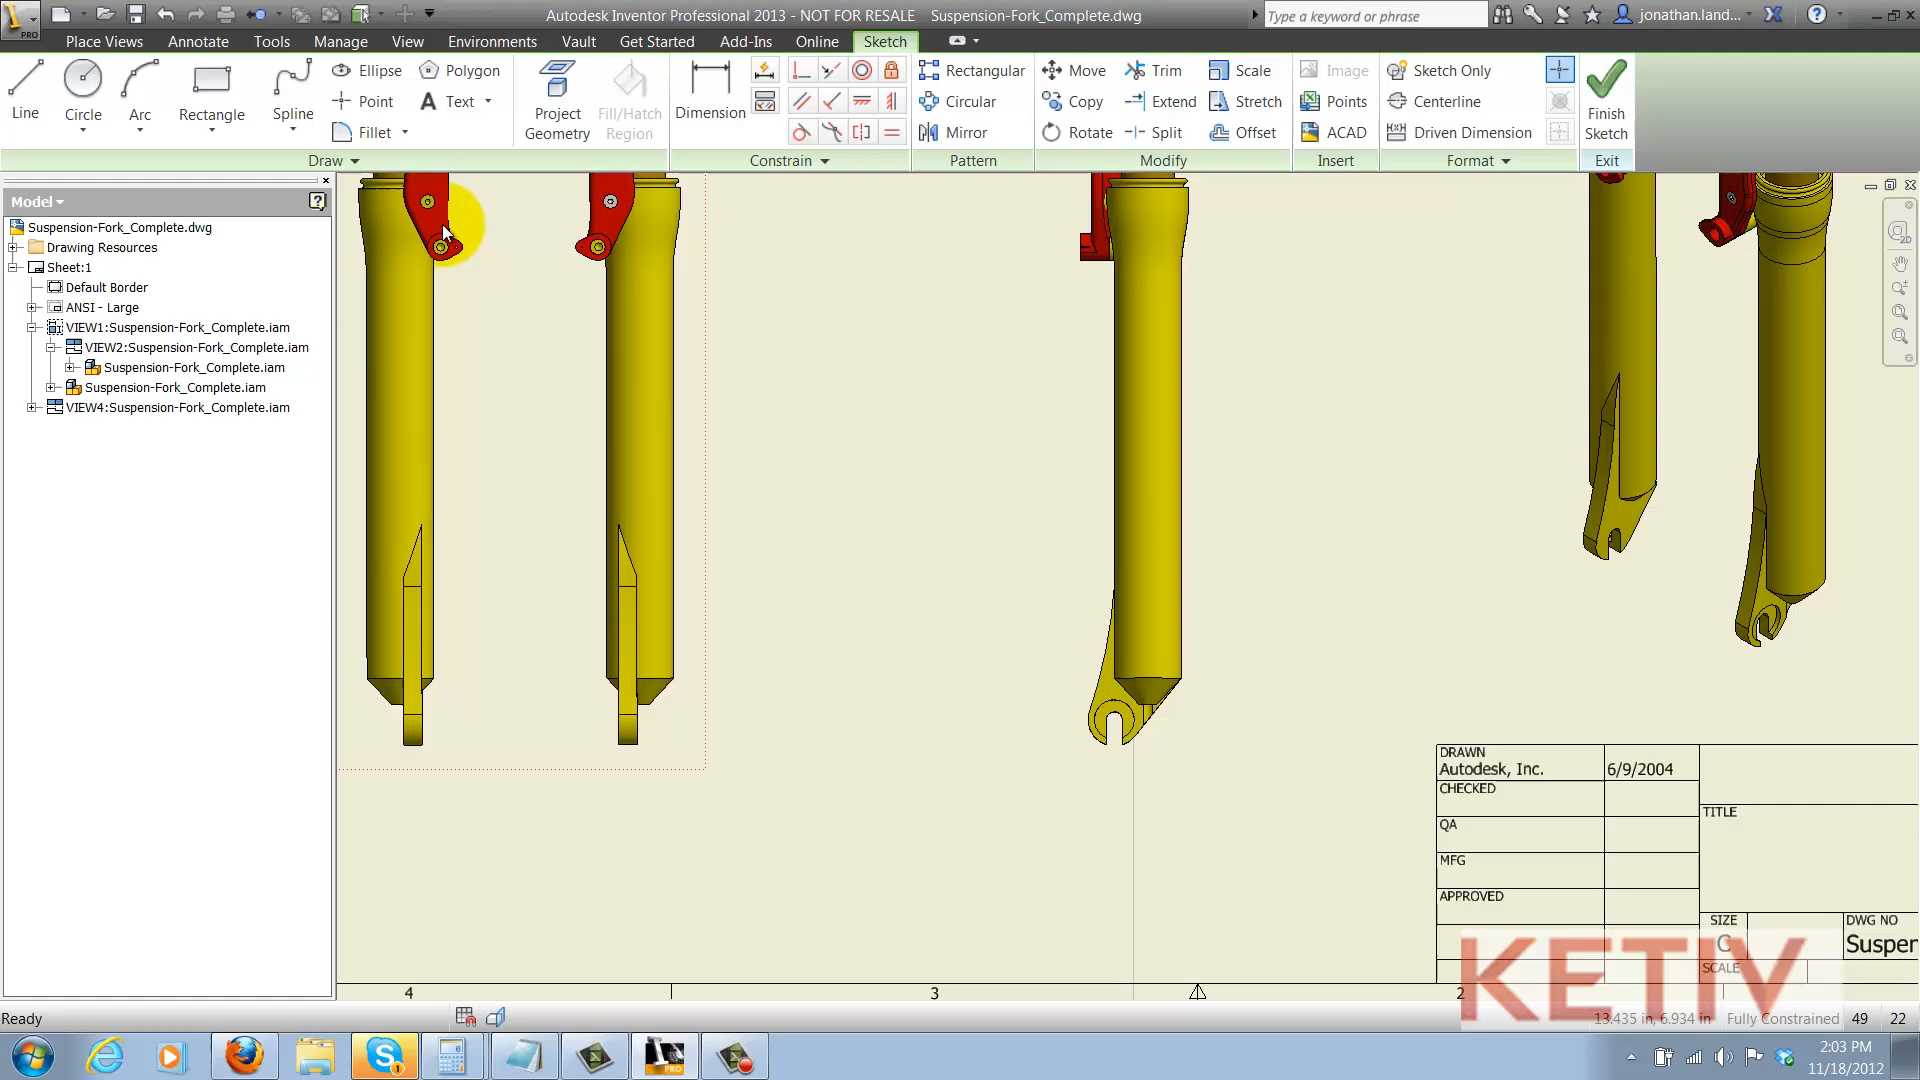 Autodesk Inventor Professional 2013 - NOT FOR RESALE Suspension-Fork_Complete.dwg
Type a keyword or phrase
jonathan.land...
PRO
Place Views Annotate Tools Manage View Environments Vault Get Started Add-Ins Online Sketch
Line
Circle
Arc
Rectangle
Spline
Ellipse
Polygon
Point
Text
Fillet
Project Geometry
Fill/Hatch Region
Dimension
Rectangular
Circular
Mirror
Move
Copy
Rotate
Trim
Extend
Split
Scale
Stretch
Offset
Image
Points
ACAD
Sketch Only
Centerline
Driven Dimension
Finish Sketch
Draw
Constrain
Pattern
Modify
Insert
Format
Exit
Model
Suspension-Fork_Complete.dwg
Drawing Resources
Sheet:1
Default Border
ANSI - Large
VIEW1:Suspension-Fork_Complete.iam
VIEW2:Suspension-Fork_Complete.iam
Suspension-Fork_Complete.iam
Suspension-Fork_Complete.iam
VIEW4:Suspension-Fork_Complete.iam
2D
DRAWN
Autodesk, Inc. 6/9/2004
CHECKED
QA
MFG
APPROVED
TITLE
SIZE
C
DWG NO
Suspen
SCALE
KETIV
4 3 2
Ready
13.435 in, 6.934 in Fully Constrained 49 22
1
PRO
2:03 PM
11/18/2012